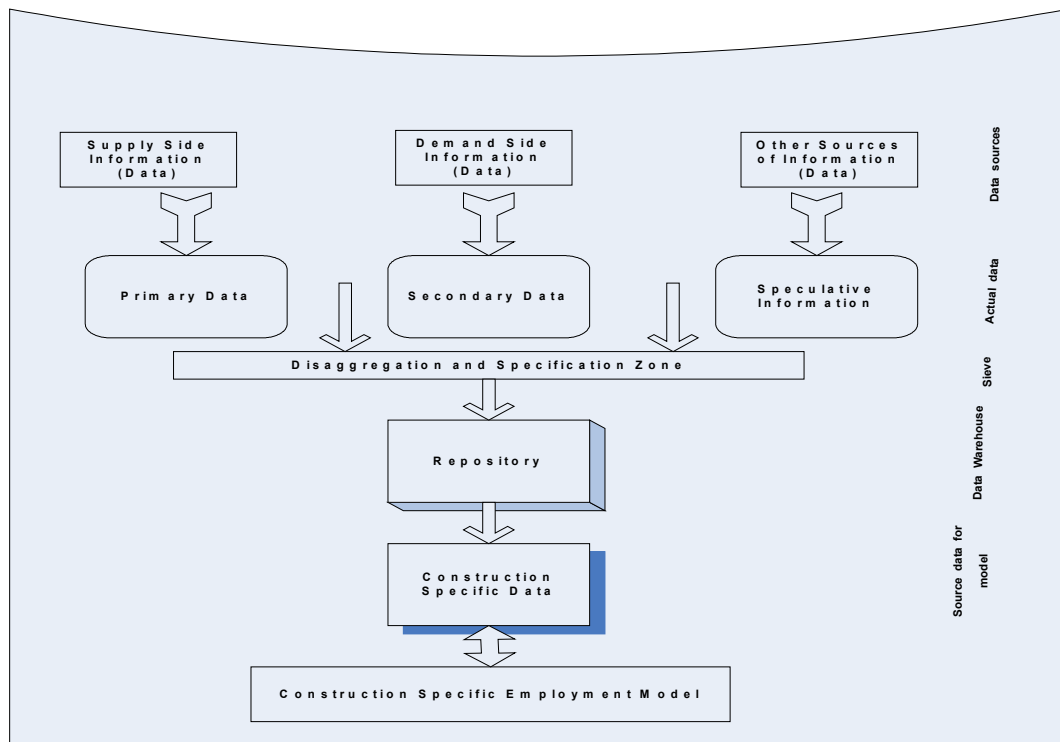 Supply Side
Information
(Data)
Demand Side
Information
(Data)
Other Sources
of Information
(Data)
Data sources
Primary Data
Secondary Data
Speculative
Information
Actual data
Disaggregation and Specification Zone
Sieve
Repository
Data Warehouse
Construction
Specific Data
Source data for
model
Construction Specific Employment Model